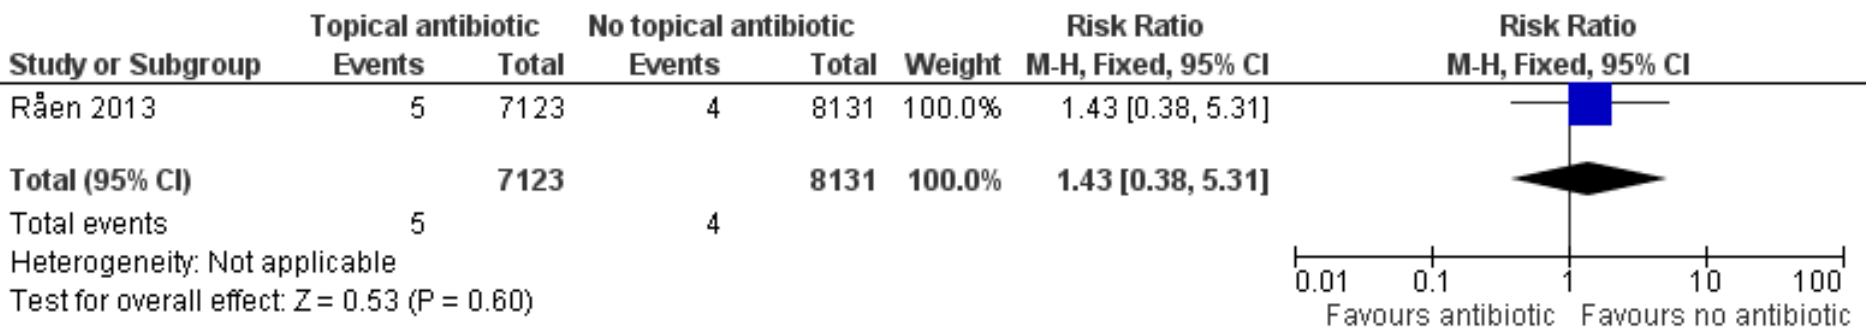 Topical antibiotic No topical antibiotic Risk Ratio Risk Ratio
Study or Subgroup Events Total Events Total Weight M-H, Fixed, 95% CI M-H, Fixed, 95% CI
Råen 2013 5 7123 4 8131 100.0% 1.43 [0.38, 5.31]
Total (95% CI) 7123 8131 100.0% 1.43 [0.38, 5.31]
Total events 5 4
Heterogeneity: Not applicable
Test for overall effect: Z = 0.53 (P = 0.60)
0.01 0.1 1 10 100
Favours antibiotic Favours no antibiotic